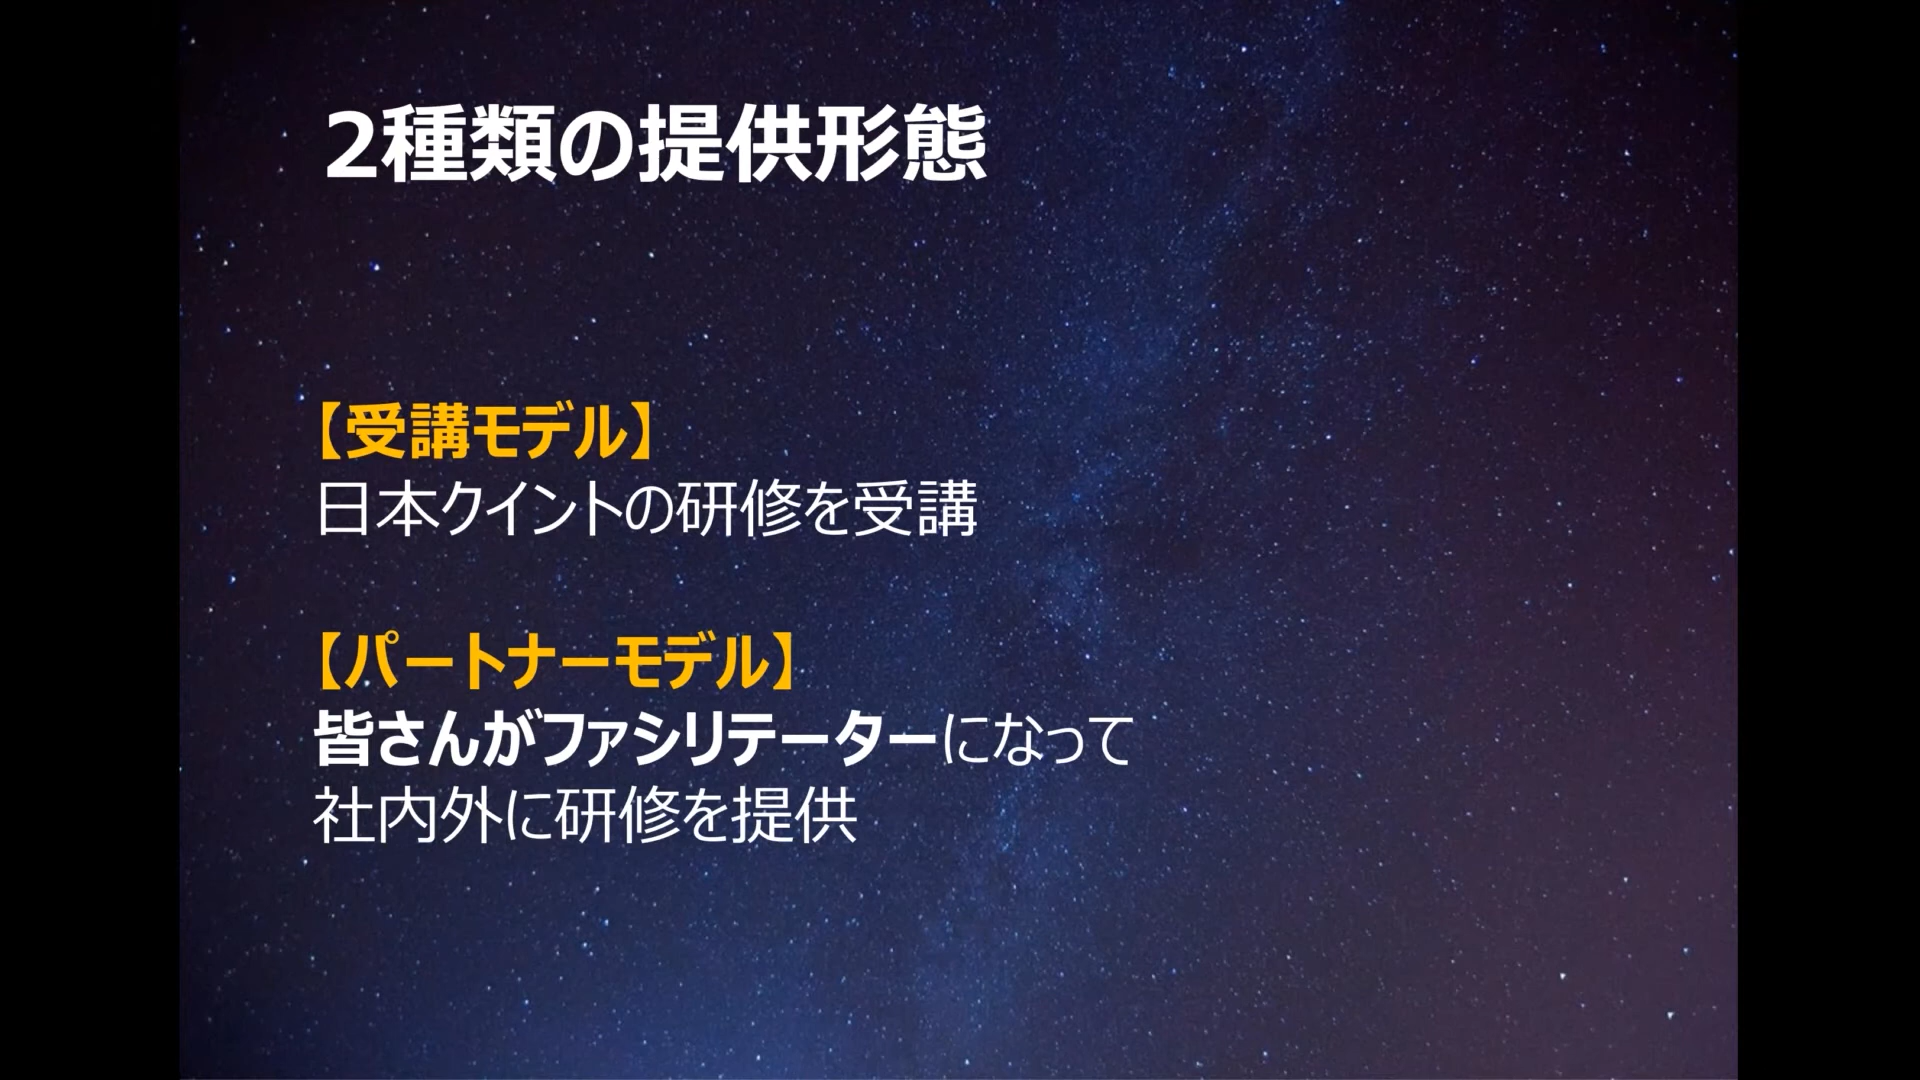 2種類の提供形態
【受講モデル】
日本クイントの研修を受講
【パートナーモデル】
皆さんがファシリテーターになって
社内外に研修を提供